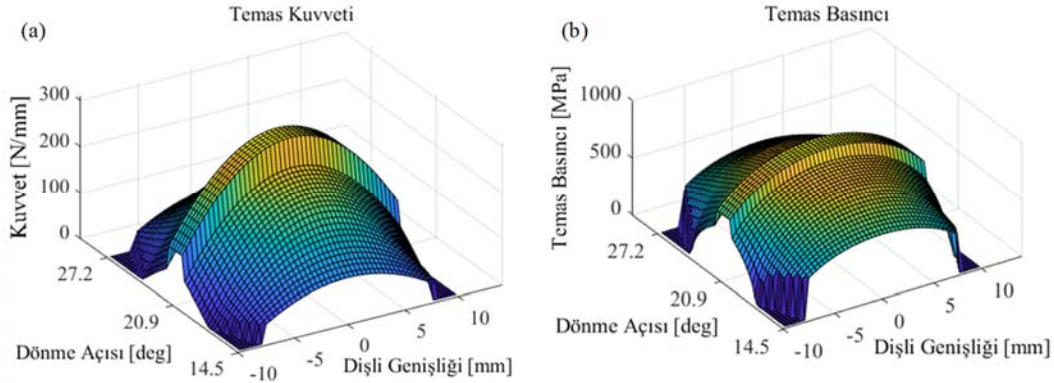 Temas Kuvveti
(a)
Kuvvet [N/mm]
300
200
100
0
27.2
20.9
14.5
Dönme Açısı [deg]
-10
-5
0
5
10
Dişli Genişliği [mm]
Temas Basıncı
(b)
Temas Basıncı [MPa]
1000
500
0
27.2
20.9
14.5
Dönme Açısı [deg]
-10
-5
0
5
10
Dişli Genişliği [mm]